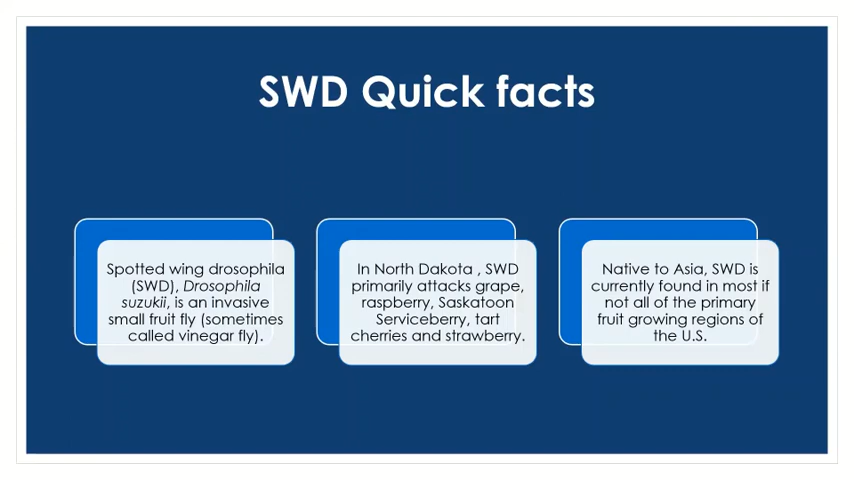 SWD Quick facts
Spotted wing drosophila
(SWD), Drosophila
suzukii, is an invasive
small fruit fly (sometimes
called vinegar fly).
In North Dakota , SWD
primarily attacks grape,
raspberry, Saskatoon
Serviceberry, tart
cherries and strawberry.
Native to Asia, SWD is
currently found in most if
not all of the primary
fruit growing regions of
the U.S.